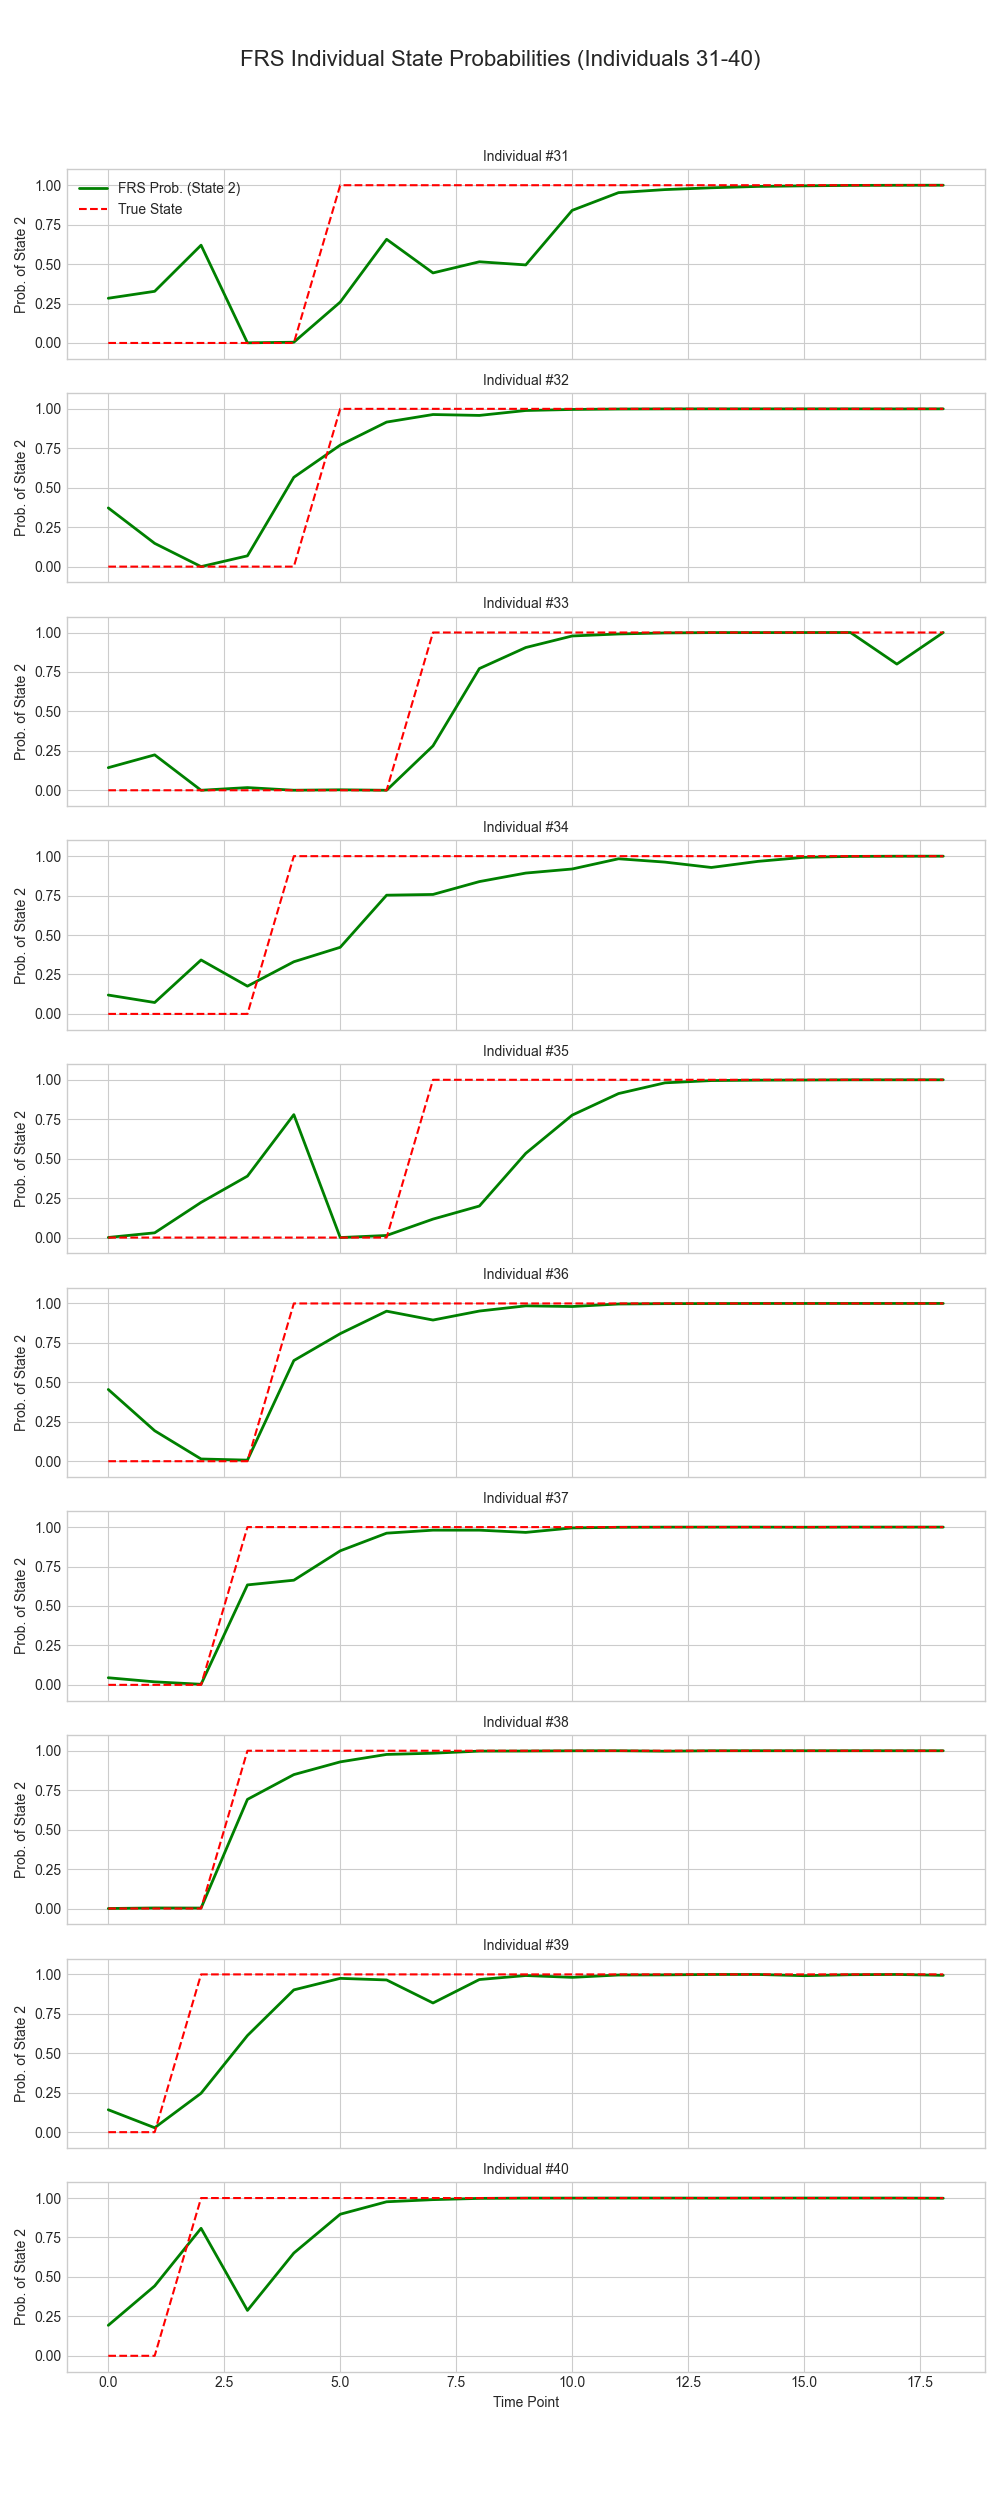 FRS Individual State Probabilities (Individuals 31-40)
Individual #31
FRS Prob. (State 2)
True State
1.00
0.75
0.50
0.25
0.00
Prob. of State 2
Individual #32
1.00
0.75
0.50
0.25
0.00
Prob. of State 2
Individual #33
1.00
0.75
0.50
0.25
0.00
Prob. of State 2
Individual #34
1.00
0.75
0.50
0.25
0.00
Prob. of State 2
Individual #35
1.00
0.75
0.50
0.25
0.00
Prob. of State 2
Individual #36
1.00
0.75
0.50
0.25
0.00
Prob. of State 2
Individual #37
1.00
0.75
0.50
0.25
0.00
Prob. of State 2
Individual #38
1.00
0.75
0.50
0.25
0.00
Prob. of State 2
Individual #39
1.00
0.75
0.50
0.25
0.00
Prob. of State 2
Individual #40
1.00
0.75
0.50
0.25
0.00
Prob. of State 2
0.0 2.5 5.0 7.5 10.0 12.5 15.0 17.5
Time Point